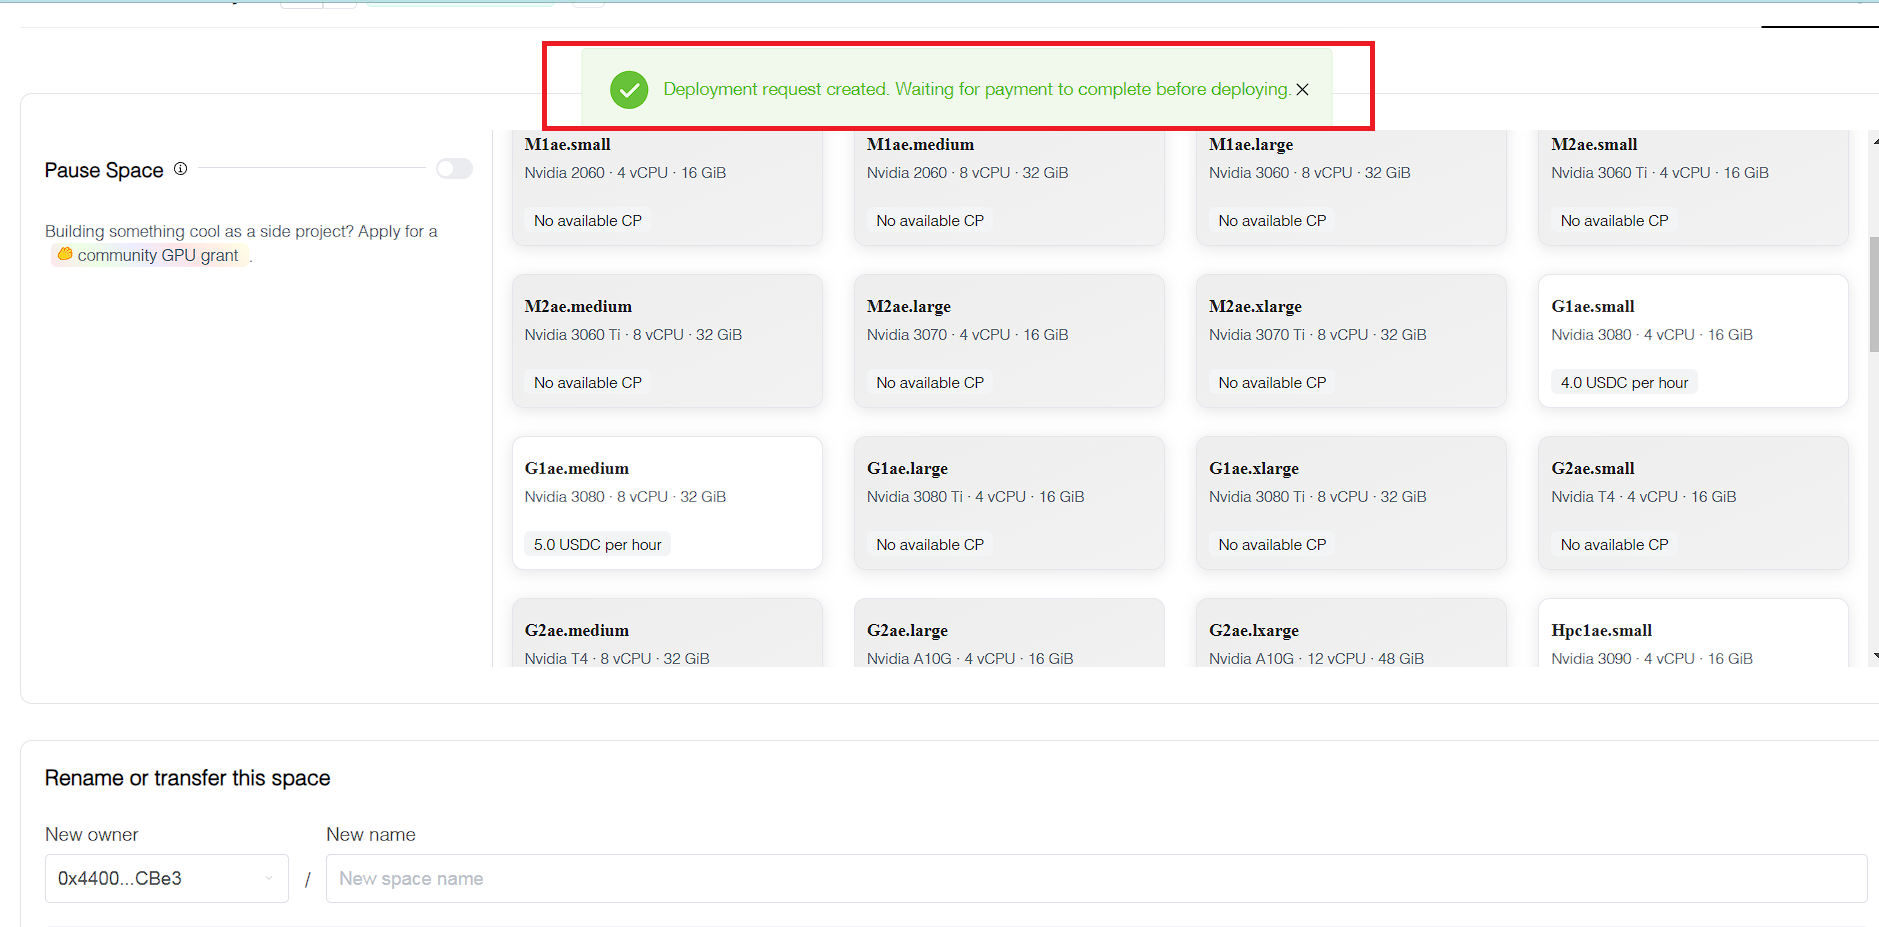 Deployment request created. Waiting for payment to complete before deploying.
Pause Space
Building something cool as a side project? Apply for a
community GPU grant .
M1ae.small
Nvidia 2060 · 4 vCPU · 16 GiB
No available CP
M1ae.medium
Nvidia 2060 · 8 vCPU · 32 GiB
No available CP
M1ae.large
Nvidia 3060 · 8 vCPU · 32 GiB
No available CP
M2ae.small
Nvidia 3060 Ti · 4 vCPU · 16 GiB
No available CP
M2ae.medium
Nvidia 3060 Ti · 8 vCPU · 32 GiB
No available CP
M2ae.large
Nvidia 3070 · 4 vCPU · 16 GiB
No available CP
M2ae.xlarge
Nvidia 3070 Ti · 8 vCPU · 32 GiB
No available CP
G1ae.small
Nvidia 3080 · 4 vCPU · 16 GiB
4.0 USDC per hour
G1ae.medium
Nvidia 3080 · 8 vCPU · 32 GiB
5.0 USDC per hour
G1ae.large
Nvidia 3080 Ti · 4 vCPU · 16 GiB
No available CP
G1ae.xlarge
Nvidia 3080 Ti · 8 vCPU · 32 GiB
No available CP
G2ae.small
Nvidia T4 · 4 vCPU · 16 GiB
No available CP
G2ae.medium
Nvidia T4 · 8 vCPU · 32 GiB
G2ae.large
Nvidia A10G · 4 vCPU · 16 GiB
G2ae.lxarge
Nvidia A10G · 12 vCPU · 48 GiB
Hpc1ae.small
Nvidia 3090 · 4 vCPU · 16 GiB
Rename or transfer this space
New owner
New name
0x4400...CBe3
/
New space name